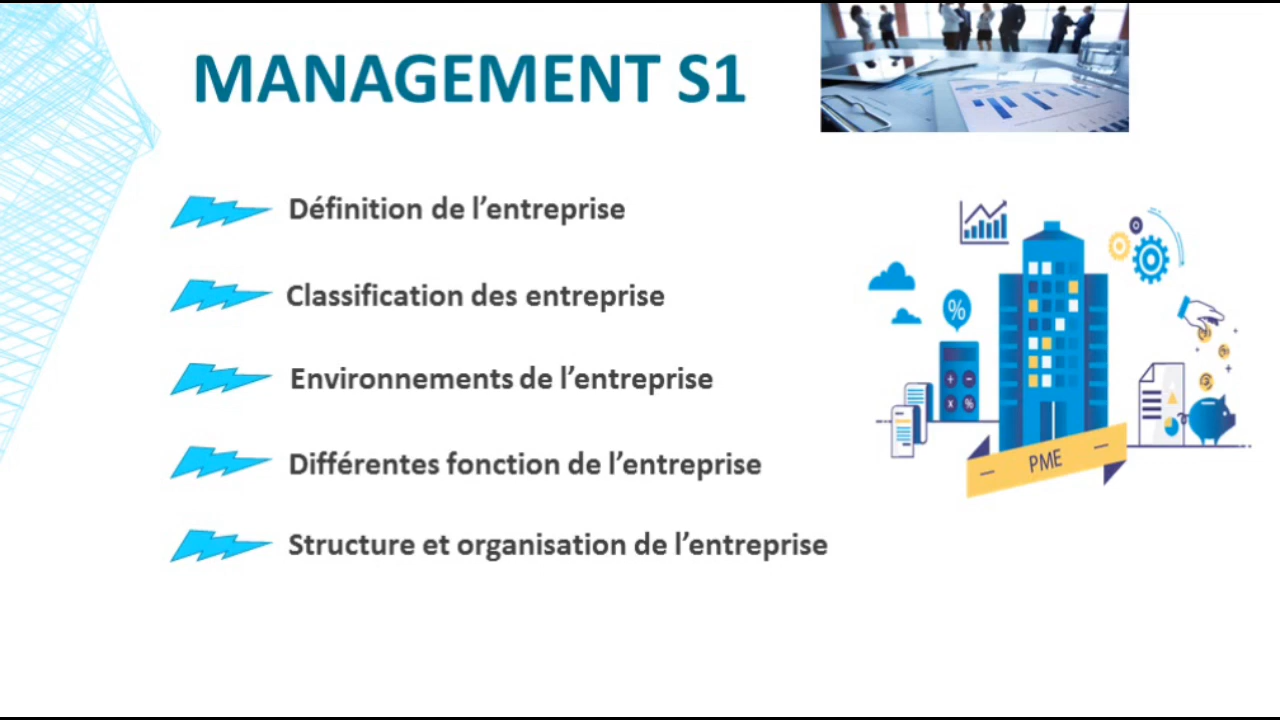 MANAGEMENT S1
Définition de l’entreprise
Classification des entreprise
Environnements de l’entreprise
Différentes fonction de l’entreprise
Structure et organisation de l’entreprise
%
+ −
x %
PME